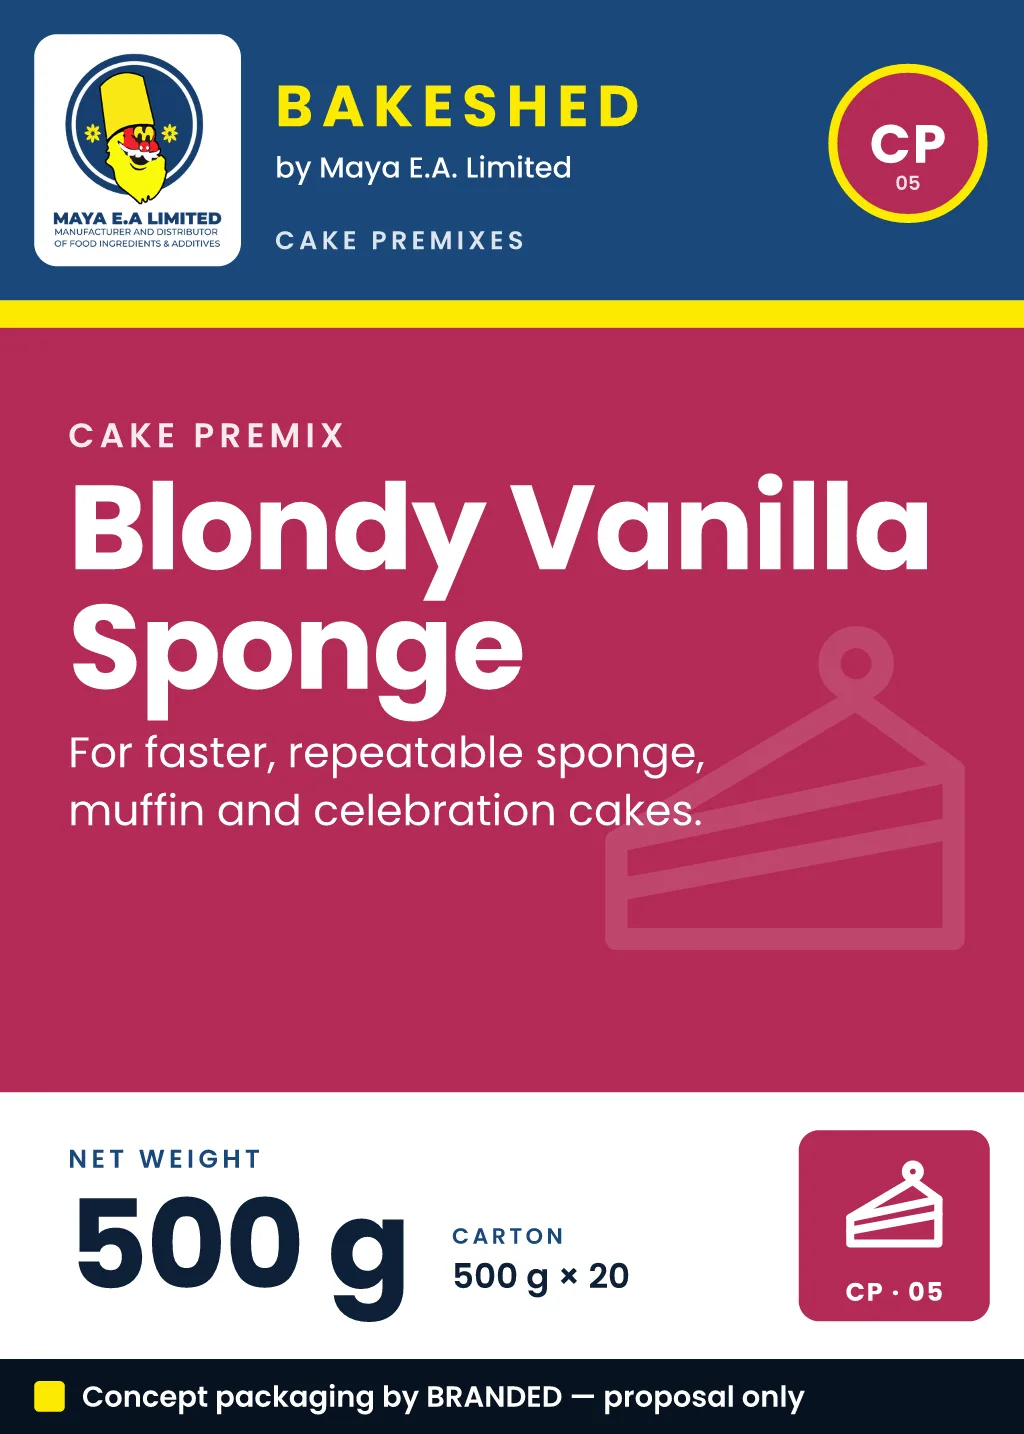 MAYA E.A LIMITED
MANUFACTURER AND DISTRIBUTOR
OF FOOD INGREDIENTS & ADDITIVES
BAKESHED
by Maya E.A. Limited
CAKE PREMIXES
CP
05
CAKE PREMIX
Blondy Vanilla
Sponge
For faster, repeatable sponge,
muffin and celebration cakes.
NET WEIGHT
500 g
CARTON
500 g × 20
CP · 05
Concept packaging by BRANDED — proposal only